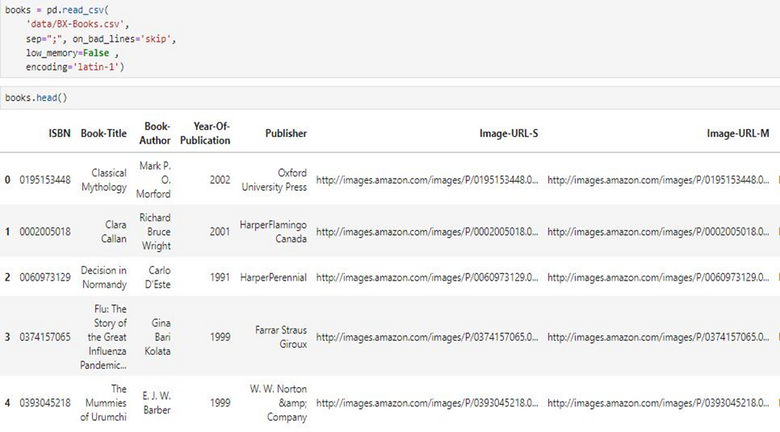 books = pd.read_csv(
'data/BX-Books.csv',
sep=";", on_bad_lines='skip',
low_memory=False ,
encoding='latin-1')
books.head()
ISBN Book-Title Book-Author Year-Of-Publication Publisher Image-URL-S Image-URL-M
0 0195153448 Classical Mythology Mark P. O. Morford 2002 Oxford University Press http://images.amazon.com/images/P/0195153448.0... http://images.amazon.com/images/P/0195153448.0...
1 0002005018 Clara Callan Richard Bruce Wright 2001 HarperFlamingo Canada http://images.amazon.com/images/P/0002005018.0... http://images.amazon.com/images/P/0002005018.0...
2 0060973129 Decision in Normandy Carlo D'Este 1991 HarperPerennial http://images.amazon.com/images/P/0060973129.0... http://images.amazon.com/images/P/0060973129.0...
3 0374157065 Flu: The Story of the Great Influenza Pandemic... Gina Bari Kolata 1999 Farrar Straus Giroux http://images.amazon.com/images/P/0374157065.0... http://images.amazon.com/images/P/0374157065.0...
4 0393045218 The Mummies of Urumchi E. J. W. Barber 1999 W. W. Norton &amp; Company http://images.amazon.com/images/P/0393045218.0... http://images.amazon.com/images/P/0393045218.0...